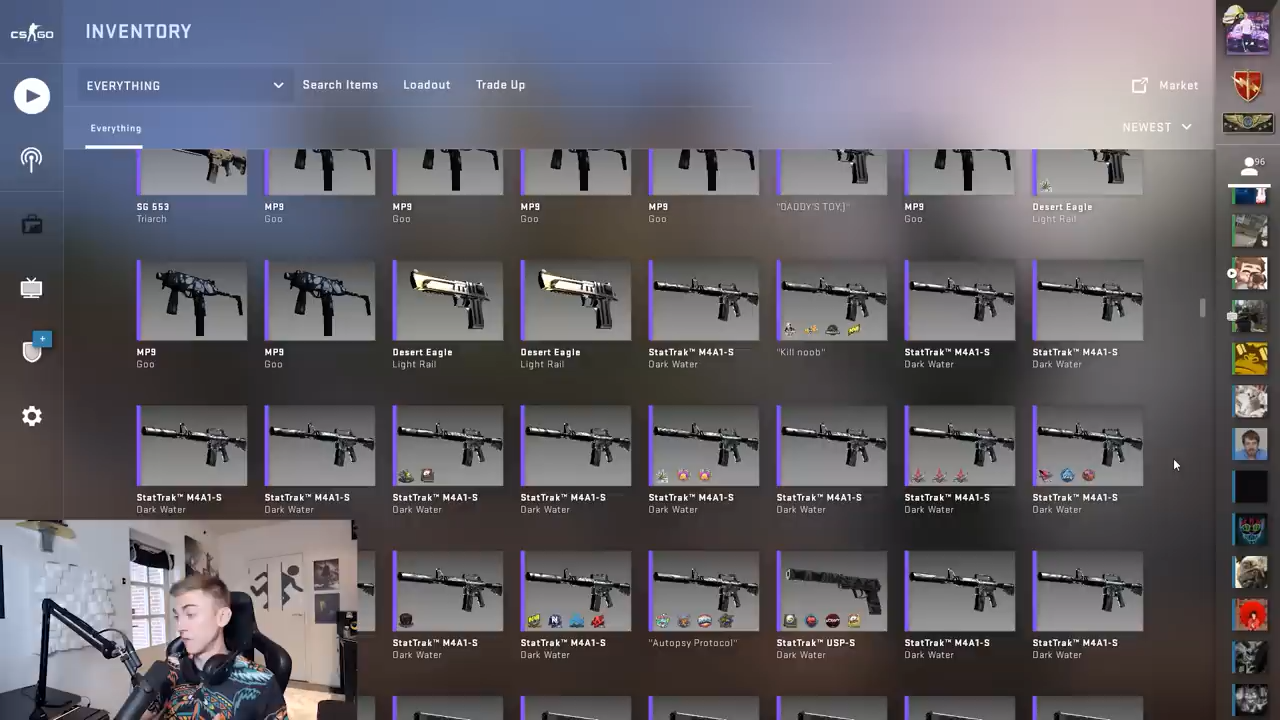 CS GO
INVENTORY
EVERYTHING
Search Items
Loadout
Trade Up
Market
Everything
NEWEST
96
SG 553
Triarch
MP9
Goo
MP9
Goo
MP9
Goo
MP9
Goo
"DADDY'S TOY;)"
MP9
Goo
Desert Eagle
Light Rail
MP9
Goo
MP9
Goo
Desert Eagle
Light Rail
Desert Eagle
Light Rail
StatTrak™ M4A1-S
Dark Water
"Kill noob"
StatTrak™ M4A1-S
Dark Water
StatTrak™ M4A1-S
Dark Water
StatTrak™ M4A1-S
Dark Water
StatTrak™ M4A1-S
Dark Water
StatTrak™ M4A1-S
Dark Water
StatTrak™ M4A1-S
Dark Water
StatTrak™ M4A1-S
Dark Water
StatTrak™ M4A1-S
Dark Water
StatTrak™ M4A1-S
Dark Water
StatTrak™ M4A1-S
Dark Water
StatTrak™ M4A1-S
Dark Water
StatTrak™ M4A1-S
Dark Water
"Autopsy Protocol"
StatTrak™ USP-S
Dark Water
StatTrak™ M4A1-S
Dark Water
StatTrak™ M4A1-S
Dark Water